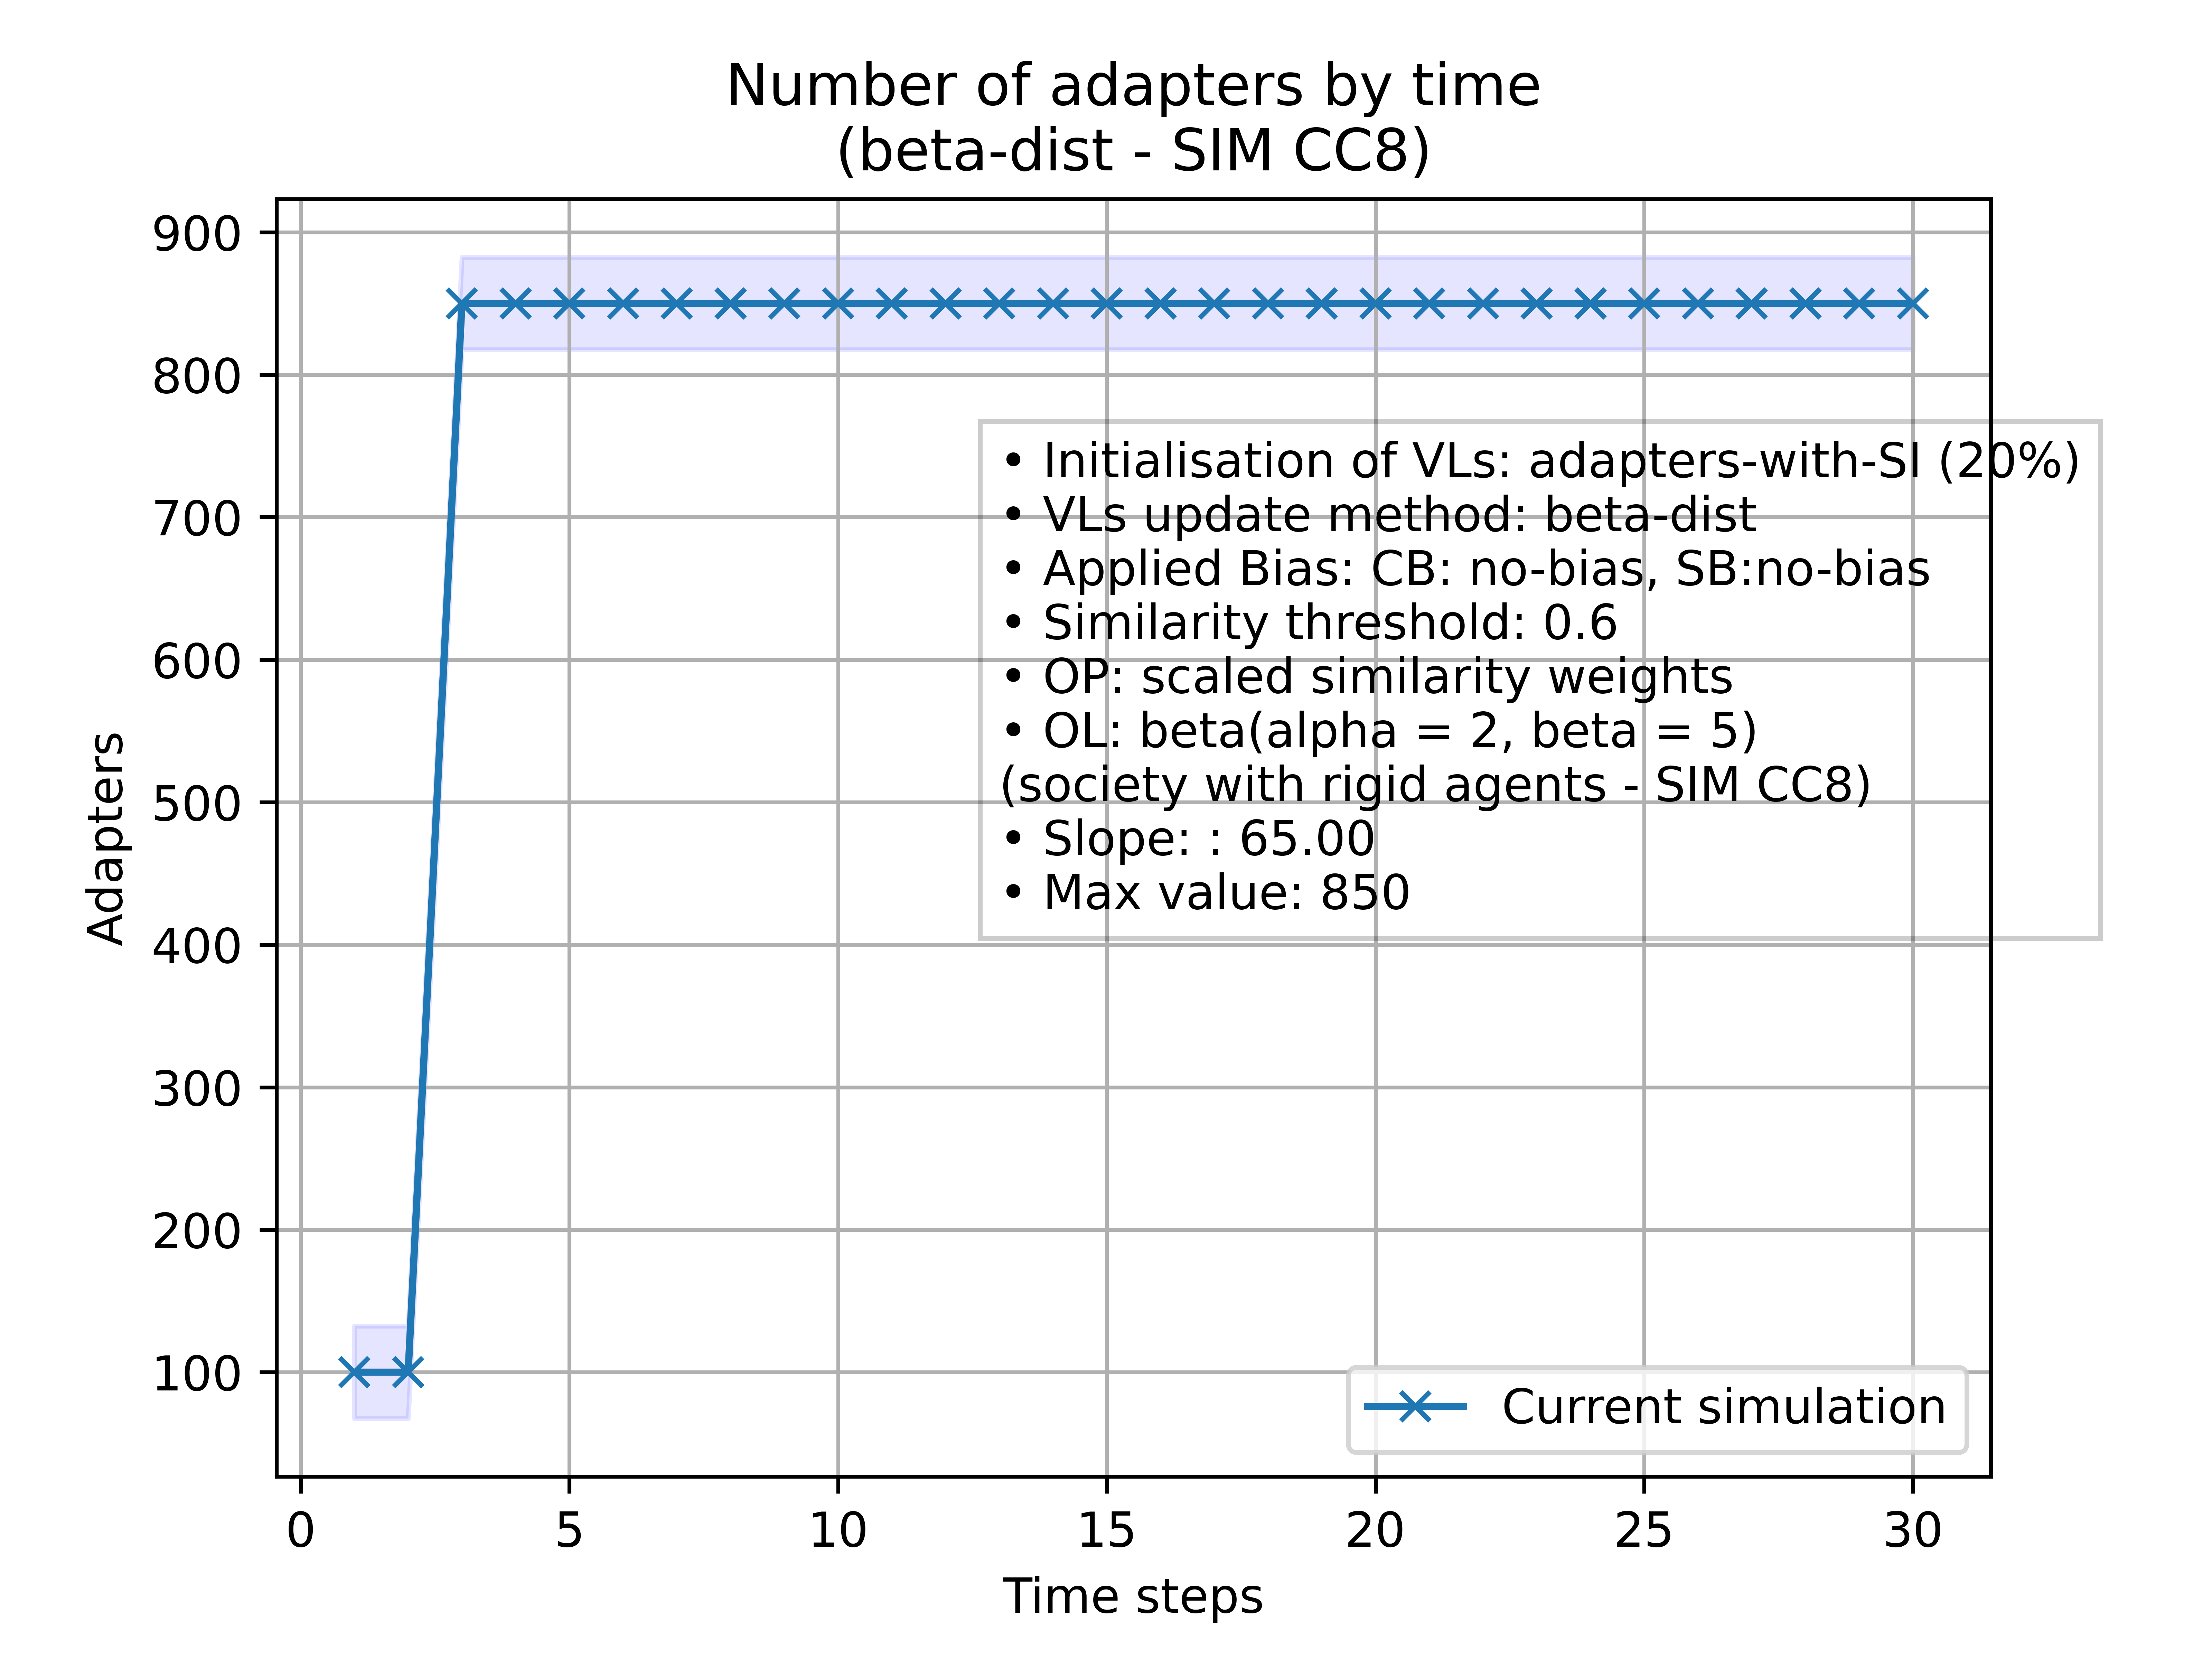 Number of adapters by time
(beta-dist - SIM CC8)
900
800
700
600
500
400
300
200
100
Adapters
• Initialisation of VLs: adapters-with-SI (20%)
• VLs update method: beta-dist
• Applied Bias: CB: no-bias, SB:no-bias
• Similarity threshold: 0.6
• OP: scaled similarity weights
• OL: beta(alpha = 2, beta = 5)
(society with rigid agents - SIM CC8)
• Slope: : 65.00
• Max value: 850
Current simulation
0 5 10 15 20 25 30
Time steps